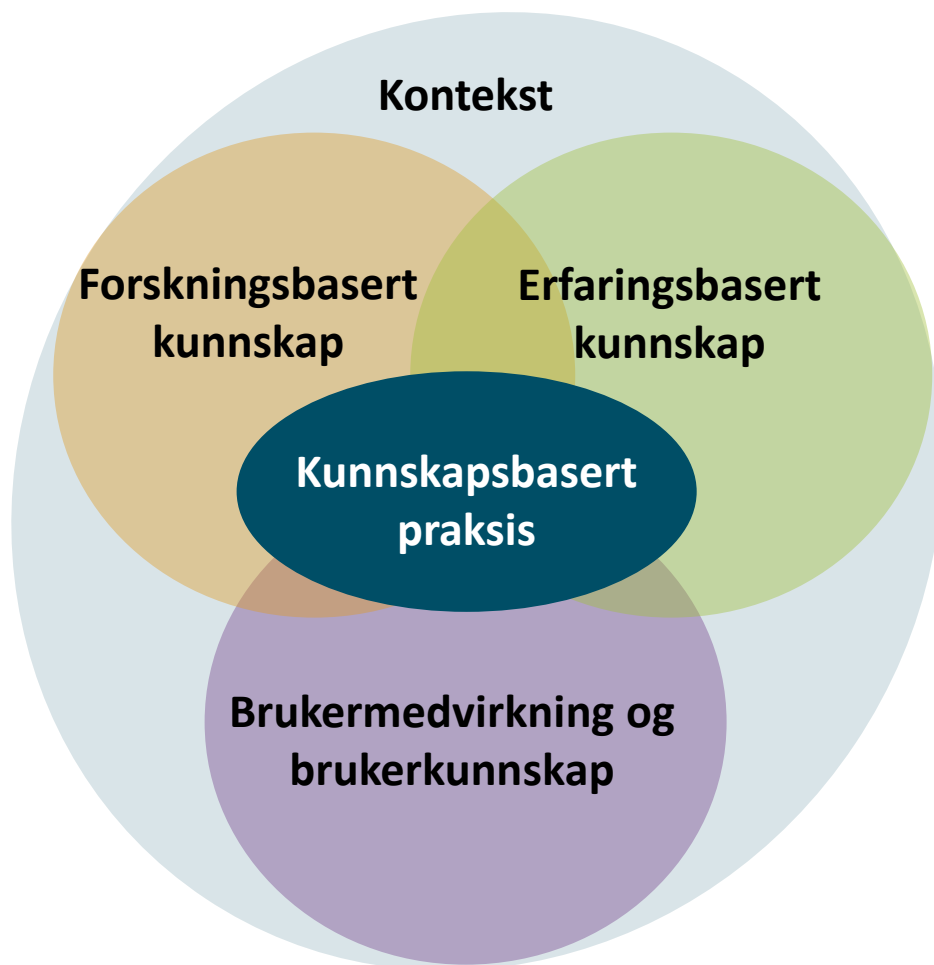 Kontekst
Forskningsbasert
kunnskap
Erfaringsbasert
kunnskap
Kunnskapsbasert
praksis
Brukermedvirkning og
brukerkunnskap